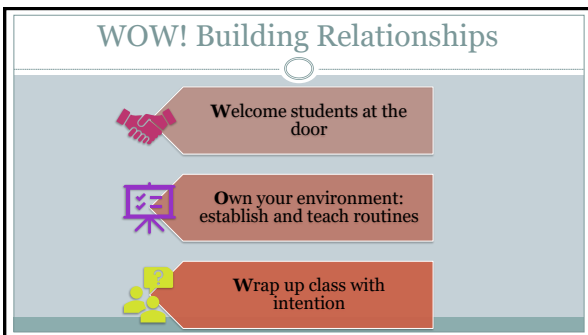 WOW! Building Relationships
Welcome students at the
door
Own your environment:
establish and teach routines
?
Wrap up class with
intention